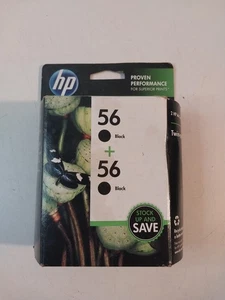 hp
PROVEN
PERFORMANCE
FOR SUPERIOR PRINTS
56
Black
+
56
Black
STOCK
UP AND
SAVE